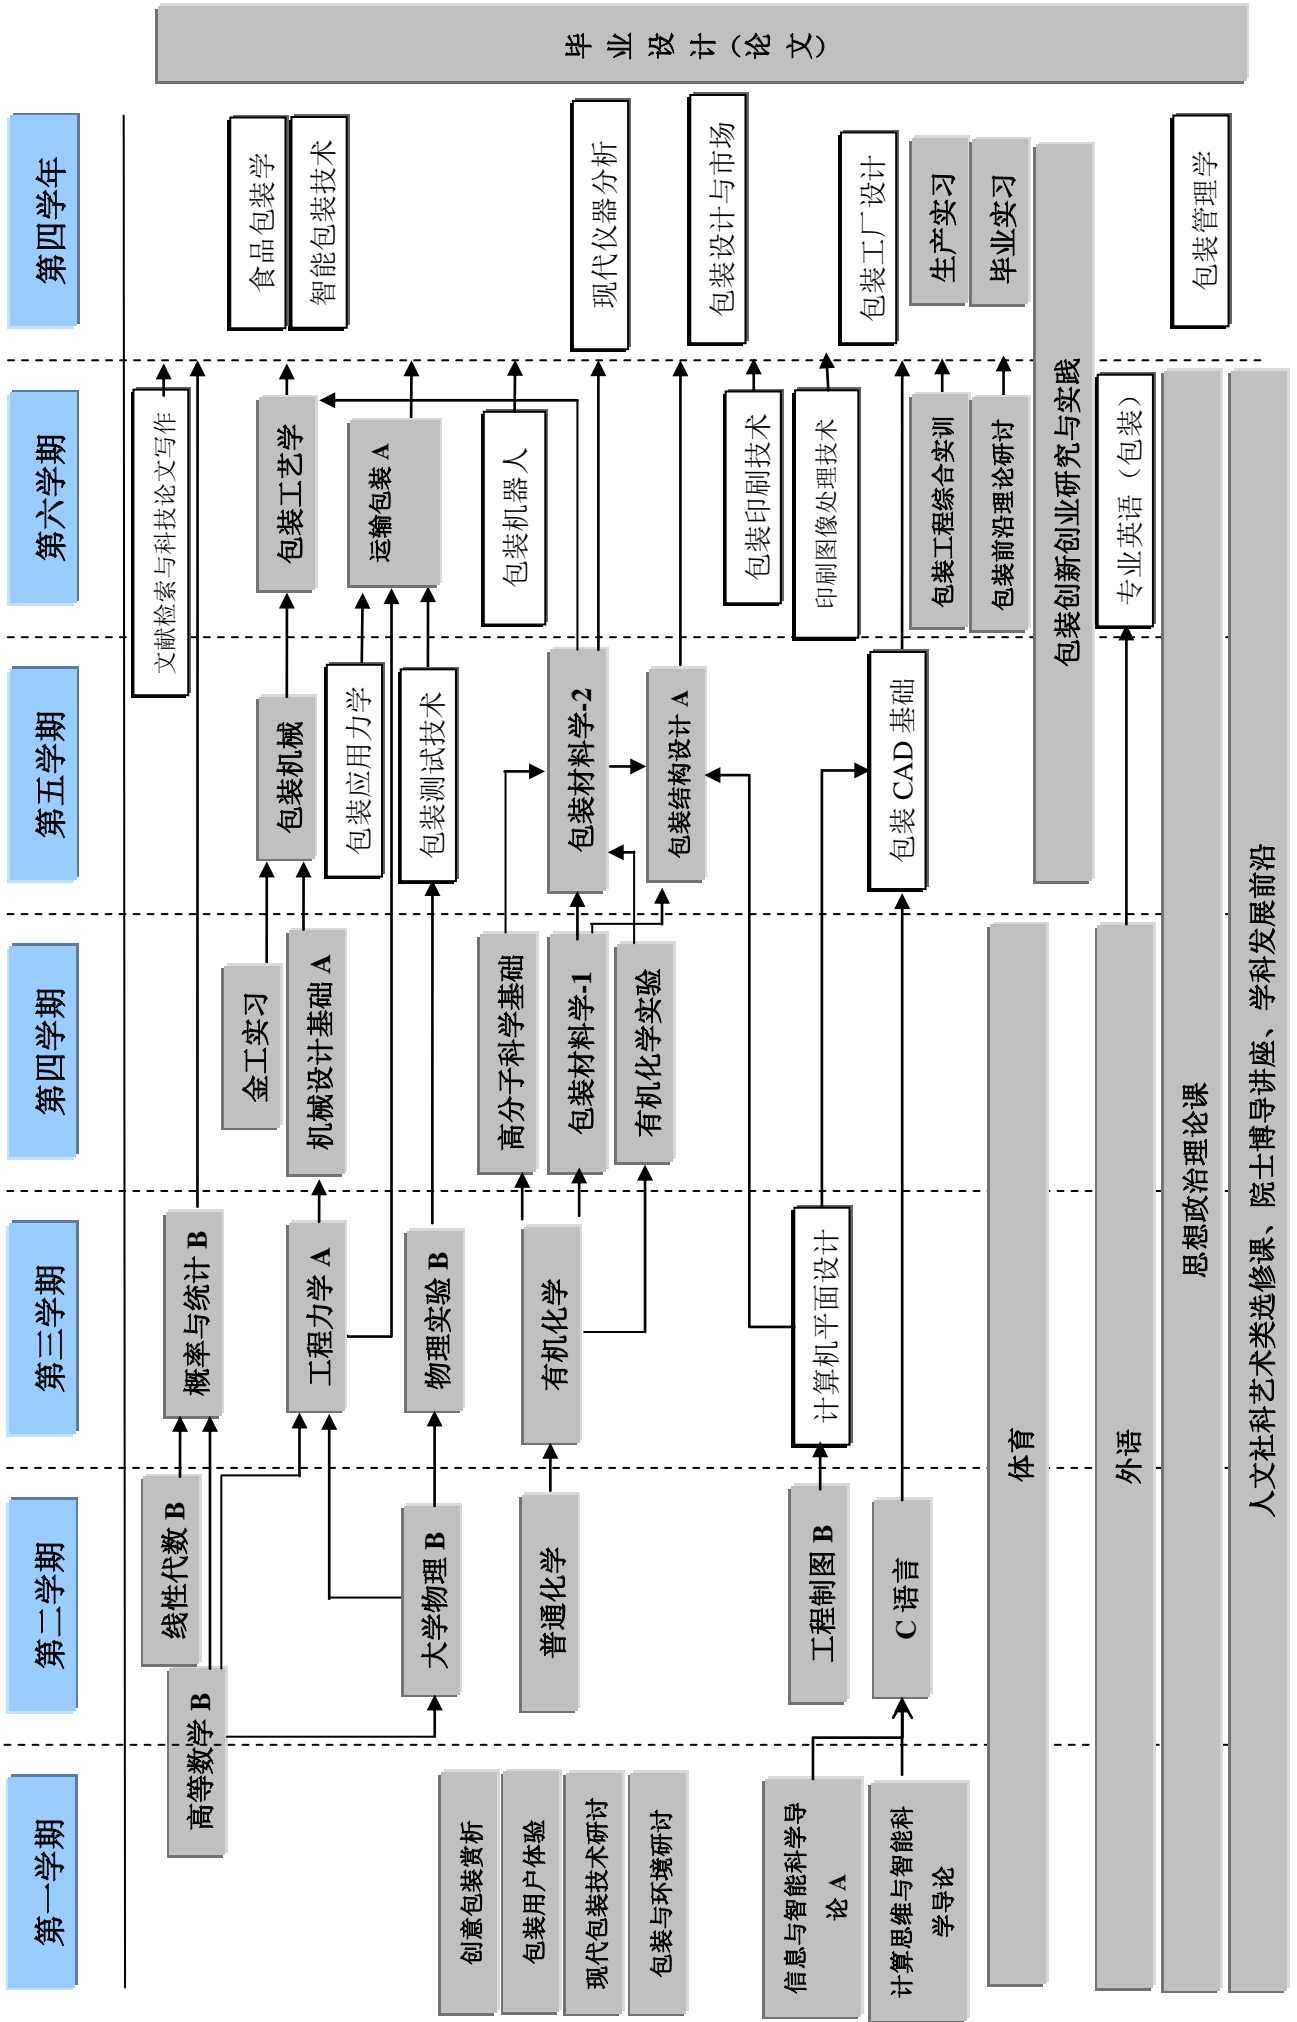 第一学期
第二学期
第三学期
第四学期
第五学期
第六学期
第四学年
高等数学 B
线性代数 B
概率与统计 B
文献检索与科技论文写作
金工实习
机械设计基础 A
工程力学 A
包装机械
包装工艺学
食品包装学
智能包装技术
包装应用力学
运输包装 A
大学物理 B
物理实验 B
包装测试技术
创意包装赏析
包装用户体验
现代包装技术研讨
包装与环境研讨
普通化学
有机化学
高分子科学基础
包装材料学-1
有机化学实验
包装材料学-2
包装结构设计 A
包装机器人
现代仪器分析
包装设计与市场
包装印刷技术
印刷图像处理技术
信息与智能科学导
论 A
计算思维与智能科
学导论
工程制图 B
C 语言
计算机平面设计
包装 CAD 基础
包装工厂设计
包装工程综合实训
包装前沿理论研讨
生产实习
毕业实习
包装创新创业研究与实践
体育
外语
专业英语（包装）
包装管理学
思想政治理论课
人文社科艺术类选修课、院士博导讲座、学科发展前沿
毕 业 设 计（论 文）